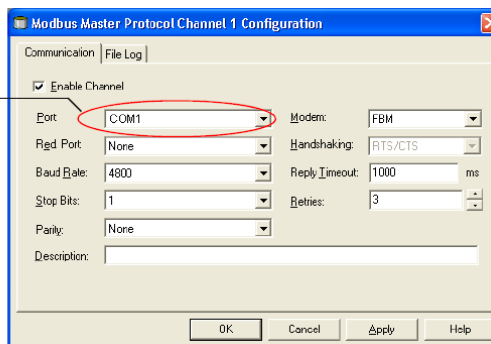 Modbus Master Protocol Channel 1 Configuration
Communication File Log
Enable Channel
Port COM1 Modem: FBM
Red Port None Handshaking: RTS/CTS
Baud Rate: 4800 Reply Timeout: 1000 ms
Stop Bits: 1 Retries: 3
Parity: None
Description:
OK Cancel Apply Help